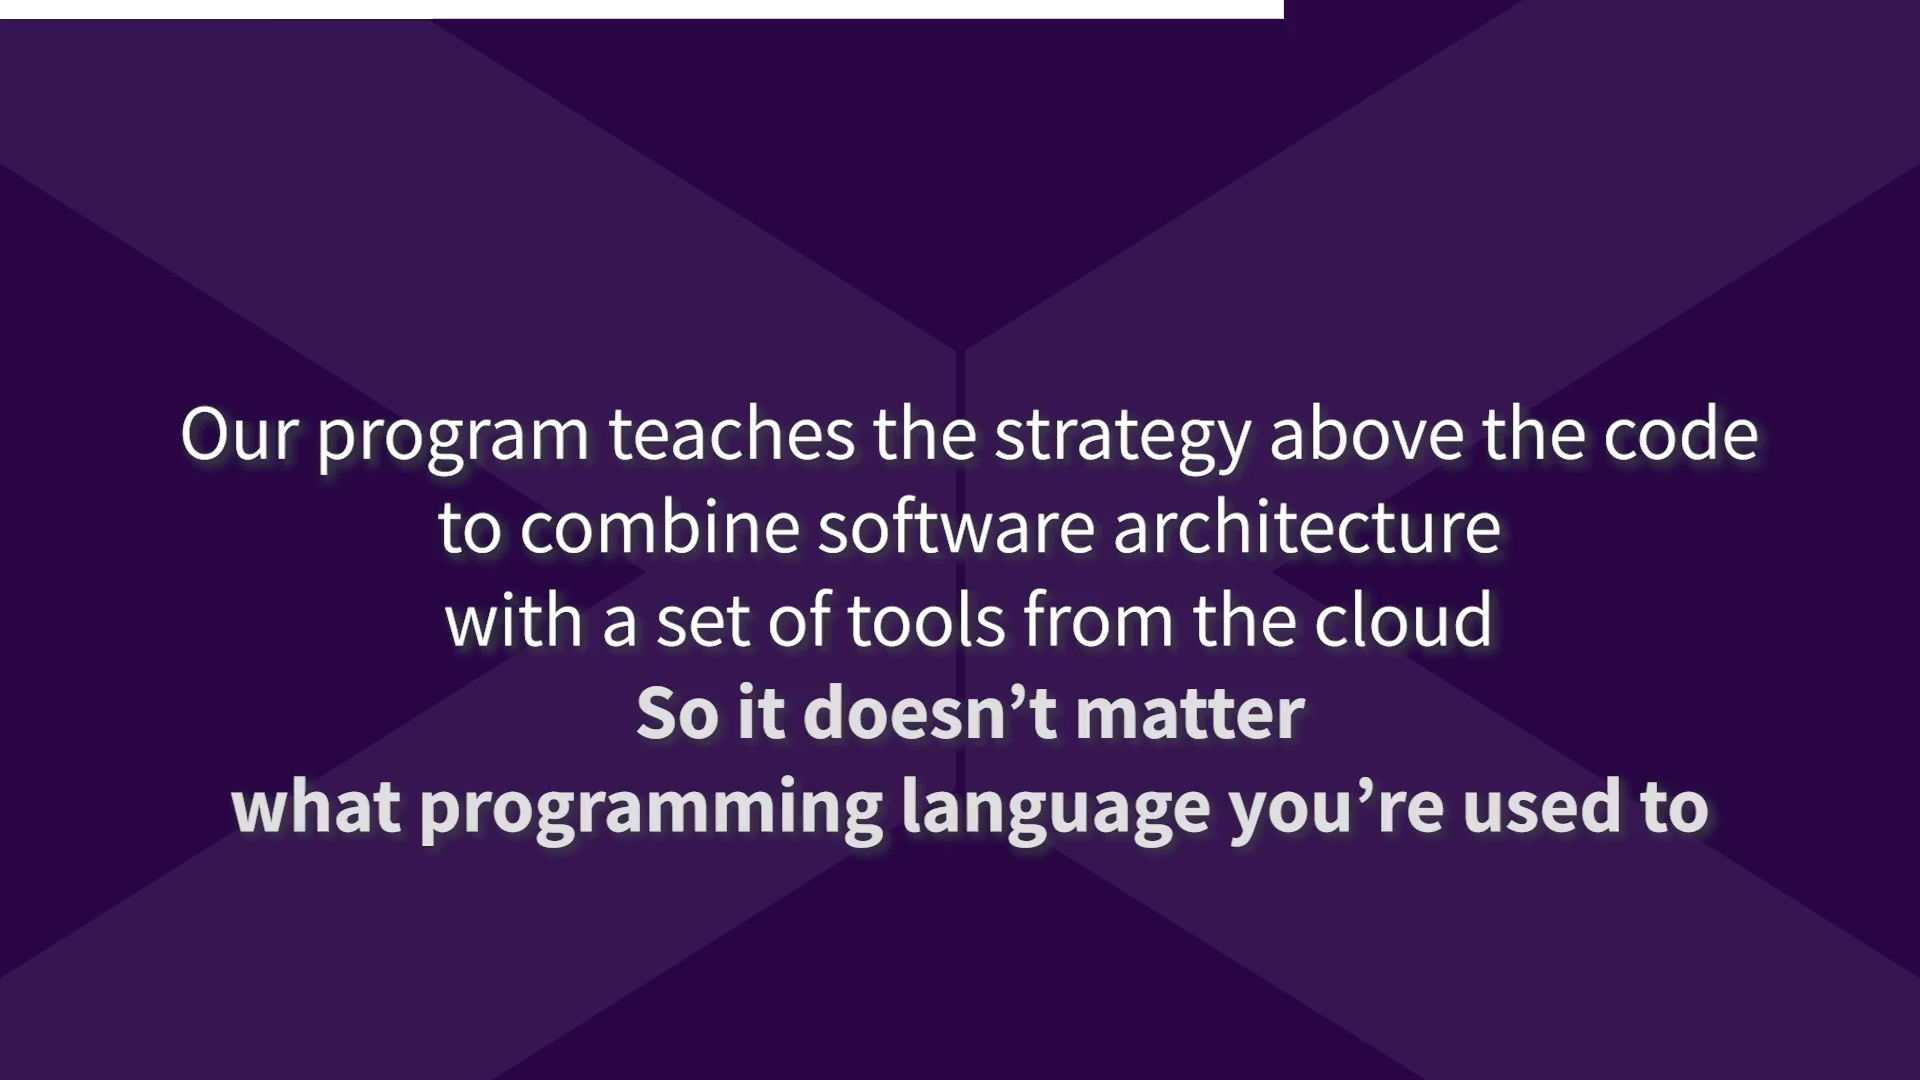 Our program teaches the strategy above the code
to combine software architecture
with a set of tools from the cloud
So it doesn’t matter
what programming language you’re used to